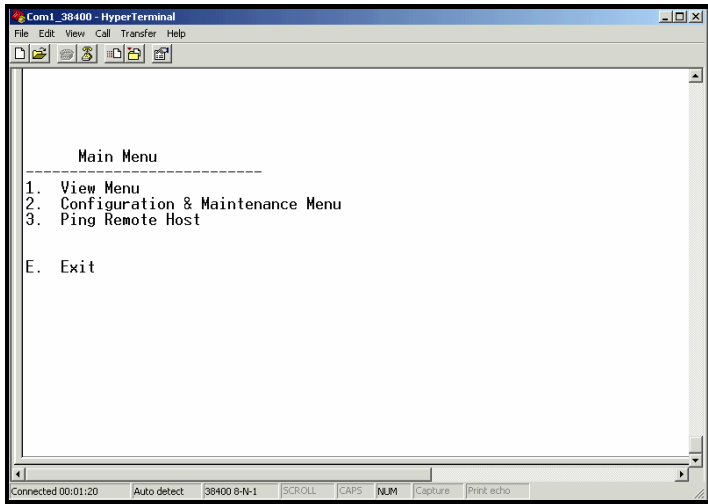 Com1_38400 - HyperTerminal
File Edit View Call Transfer Help
Main Menu
---------------------------
1. View Menu
2. Configuration & Maintenance Menu
3. Ping Remote Host
E. Exit
Connected 00:01:20 Auto detect 38400 8-N-1 SCROLL CAPS NUM Capture Print echo